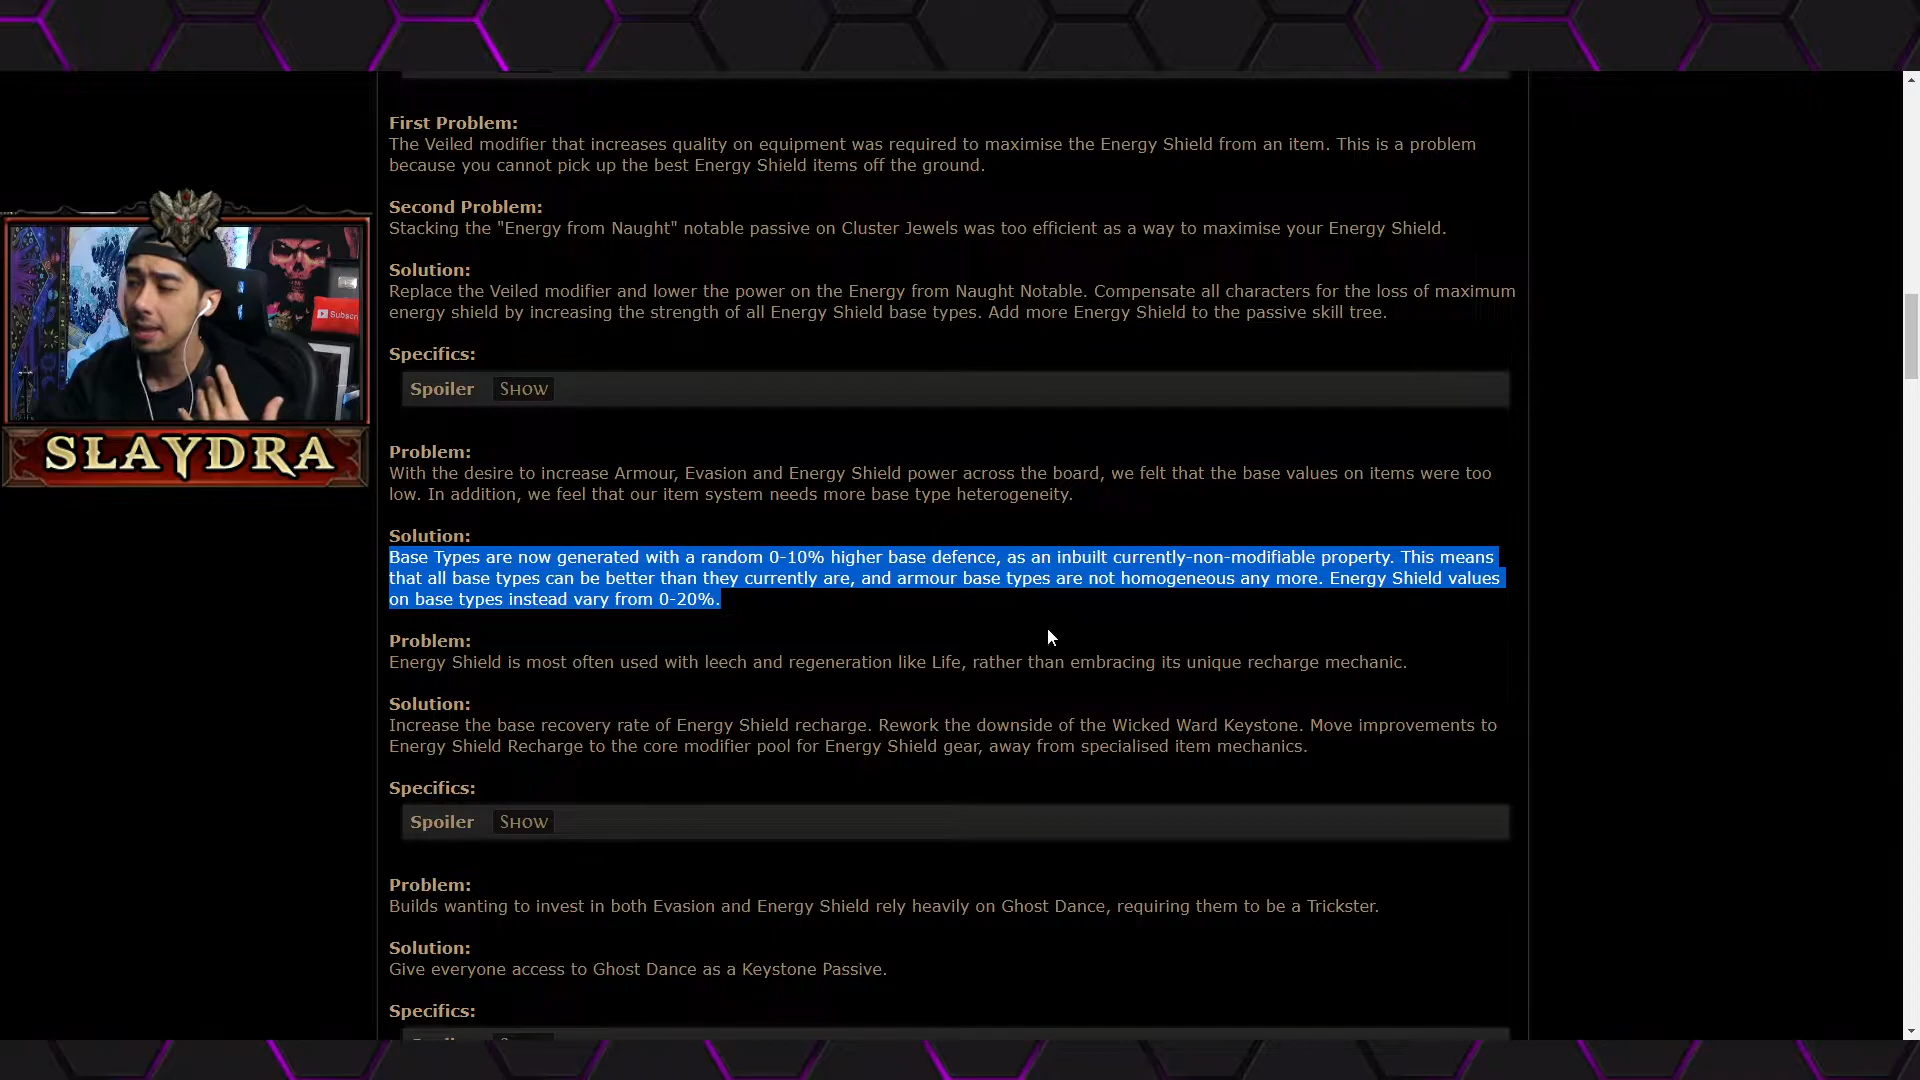 First Problem:
The Veiled modifier that increases quality on equipment was required to maximise the Energy Shield from an item. This is a problem
because you cannot pick up the best Energy Shield items off the ground.
Second Problem:
Stacking the "Energy from Naught" notable passive on Cluster Jewels was too efficient as a way to maximise your Energy Shield.
Solution:
Replace the Veiled modifier and lower the power on the Energy from Naught Notable. Compensate all characters for the loss of maximum
energy shield by increasing the strength of all Energy Shield base types. Add more Energy Shield to the passive skill tree.
Specifics:
Spoiler Show
Subscri
SLAYDRA
Problem:
With the desire to increase Armour, Evasion and Energy Shield power across the board, we felt that the base values on items were too
low. In addition, we feel that our item system needs more base type heterogeneity.
Solution:
Base Types are now generated with a random 0-10% higher base defence, as an inbuilt currently-non-modifiable property. This means
that all base types can be better than they currently are, and armour base types are not homogeneous any more. Energy Shield values
on base types instead vary from 0-20%.
Problem:
Energy Shield is most often used with leech and regeneration like Life, rather than embracing its unique recharge mechanic.
Solution:
Increase the base recovery rate of Energy Shield recharge. Rework the downside of the Wicked Ward Keystone. Move improvements to
Energy Shield Recharge to the core modifier pool for Energy Shield gear, away from specialised item mechanics.
Specifics:
Spoiler Show
Problem:
Builds wanting to invest in both Evasion and Energy Shield rely heavily on Ghost Dance, requiring them to be a Trickster.
Solution:
Give everyone access to Ghost Dance as a Keystone Passive.
Specifics: